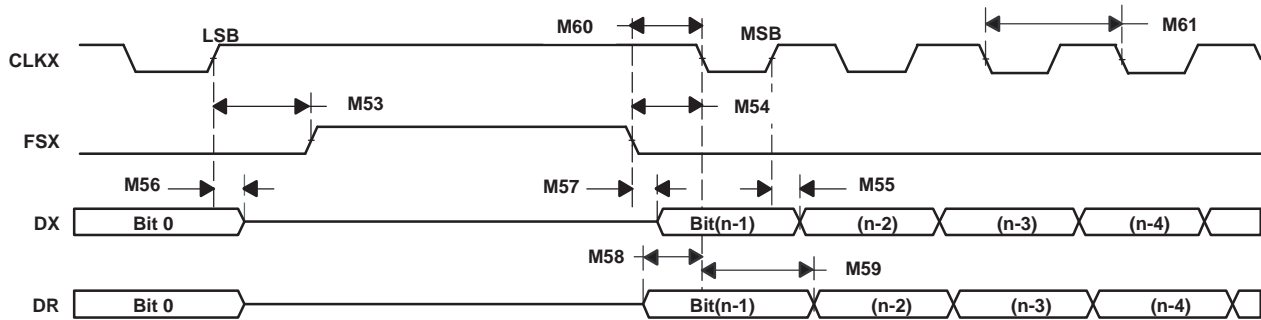 LSB
M60
MSB
M61
CLKX
M53
M54
FSX
M56
M57
M55
DX
Bit 0
Bit(n-1)
(n-2)
(n-3)
(n-4)
M58
M59
DR
Bit 0
Bit(n-1)
(n-2)
(n-3)
(n-4)